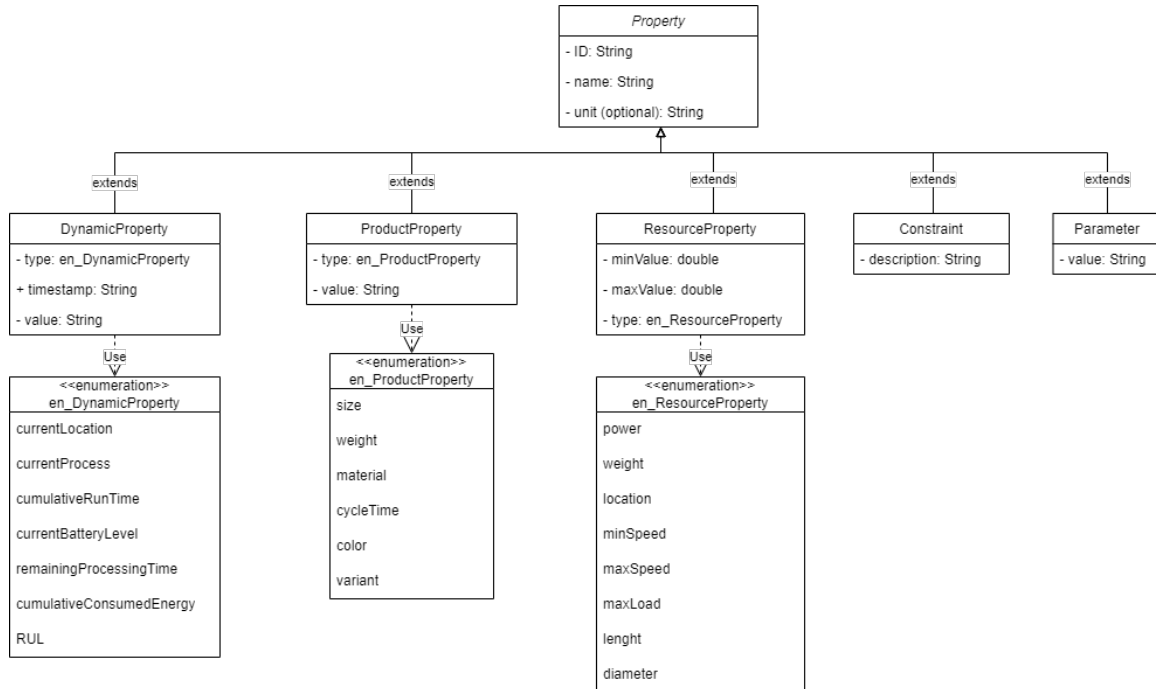 Property
- ID: String
- name: String
- unit (optional): String
extends
extends
extends
extends
extends
DynamicProperty
- type: en_DynamicProperty
+ timestamp: String
- value: String
Use
<<enumeration>>
en_DynamicProperty
currentLocation
currentProcess
cumulativeRunTime
currentBatteryLevel
remainingProcessingTime
cumulativeConsumedEnergy
RUL
ProductProperty
- type: en_ProductProperty
- value: String
Use
<<enumeration>>
en_ProductProperty
size
weight
material
cycleTime
color
variant
ResourceProperty
- minValue: double
- maxValue: double
- type: en_ResourceProperty
Use
<<enumeration>>
en_ResourceProperty
power
weight
location
minSpeed
maxSpeed
maxLoad
lenght
diameter
Constraint
- description: String
Parameter
- value: String